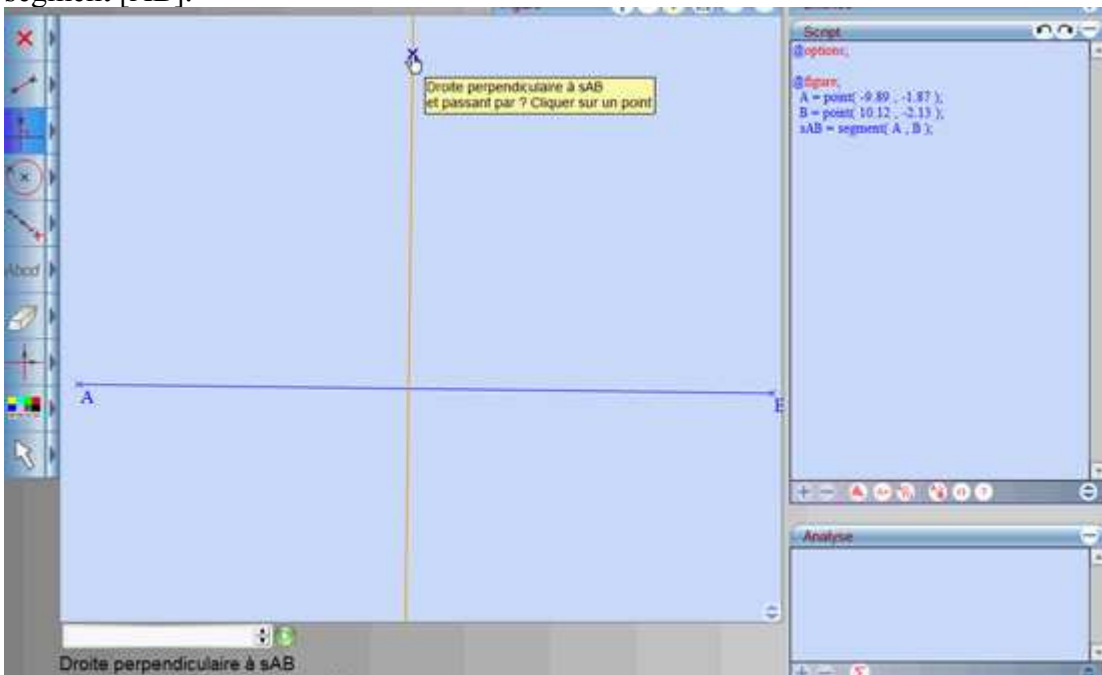 segment [AB].
Figure
Script
@options;
@figure;
A = point( -9.89 , -1.87 );
B = point( 10.12 , -2.13 );
sAB = segment( A , B );
Droite perpendiculaire à sAB
et passant par ? Cliquer sur un point
Abcd
A
Analyse
Droite perpendiculaire à sAB